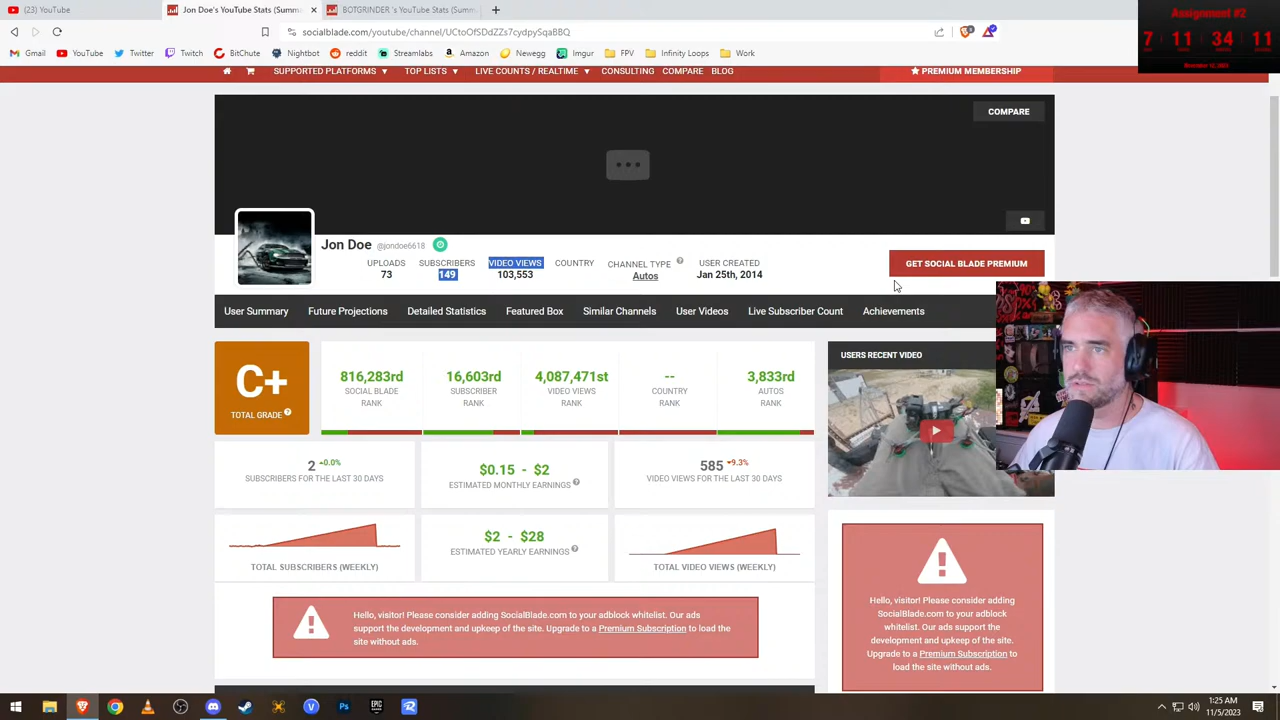 (23) YouTube
Jon Doe's YouTube Stats (Summ
BOTGRINDER 's YouTube Stats (Summ
Assignment #2
7 11 34 11
socialblade.com/youtube/channel/UCtoOfSDdZZs7cydpySqaBBQ
Gmail YouTube Twitter Twitch BitChute Nightbot reddit Streamlabs Amazon Newegg Imgur FPV Infinity Loops Work
SUPPORTED PLATFORMS TOP LISTS LIVE COUNTS / REALTIME CONSULTING COMPARE BLOG PREMIUM MEMBERSHIP
COMPARE
Jon Doe @jondoe6618
UPLOADS SUBSCRIBERS VIDEO VIEWS COUNTRY CHANNEL TYPE USER CREATED
73 149 103,553 Autos Jan 25th, 2014
GET SOCIAL BLADE PREMIUM
User Summary Future Projections Detailed Statistics Featured Box Similar Channels User Videos Live Subscriber Count Achievements
C+
TOTAL GRADE
816,283rd 16,603rd 4,087,471st -- 3,833rd
SOCIAL BLADE SUBSCRIBER VIDEO VIEWS COUNTRY AUTOS
RANK RANK RANK RANK RANK
USERS RECENT VIDEO
2 +0.0%
SUBSCRIBERS FOR THE LAST 30 DAYS
$0.15 - $2
ESTIMATED MONTHLY EARNINGS
585 -9.3%
VIDEO VIEWS FOR THE LAST 30 DAYS
TOTAL SUBSCRIBERS (WEEKLY)
$2 - $28
ESTIMATED YEARLY EARNINGS
TOTAL VIDEO VIEWS (WEEKLY)
Hello, visitor! Please consider adding SocialBlade.com to your adblock whitelist. Our ads
support the development and upkeep of the site. Upgrade to a Premium Subscription to load the
site without ads.
Hello, visitor! Please consider adding
SocialBlade.com to your adblock
whitelist. Our ads support the
development and upkeep of the site.
Upgrade to a Premium Subscription to
load the site without ads.
1:25 AM
11/5/2023